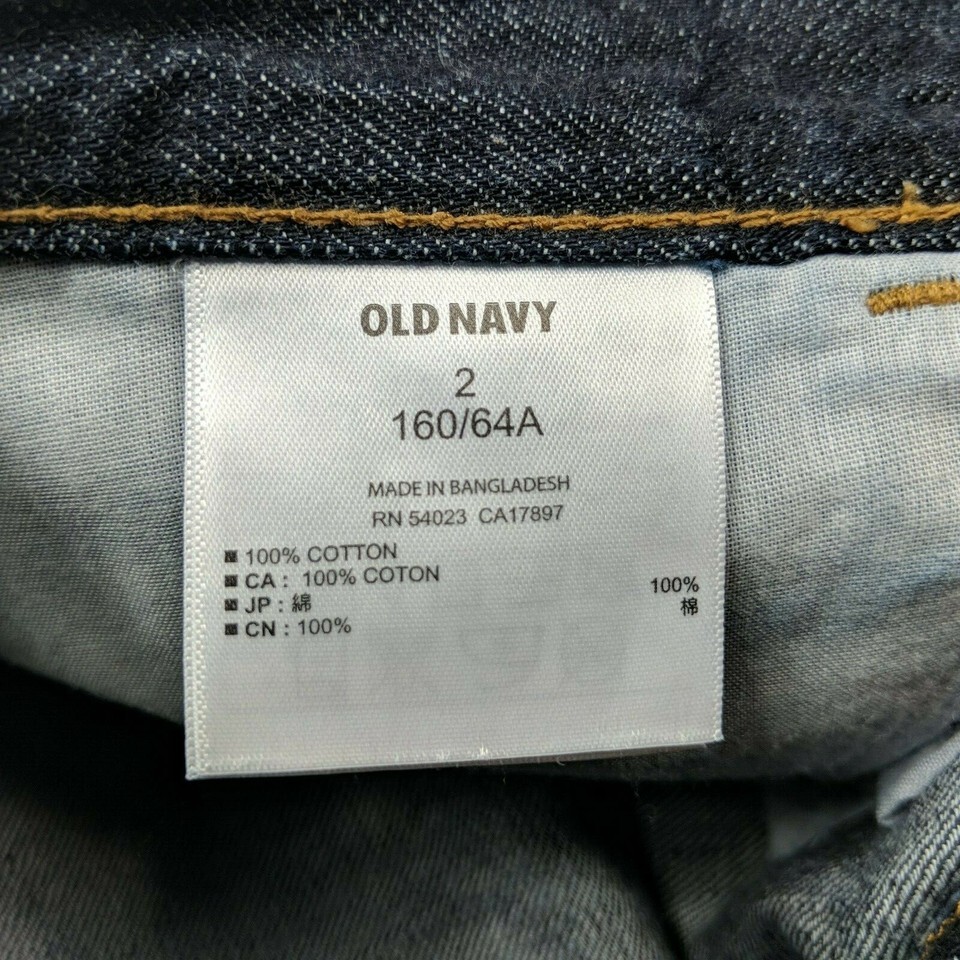 OLD NAVY
2
160/64A
MADE IN BANGLADESH
RN 54023 CA17897
100% COTTON
CA : 100% COTON
JP : 綿 100%
CN : 100% 棉